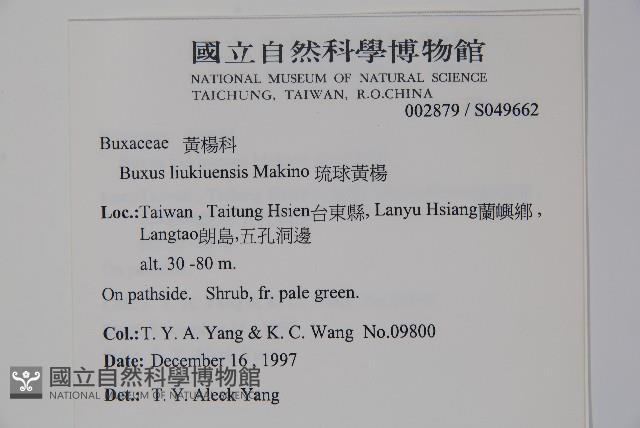 國立自然科學博物館
NATIONAL MUSEUM OF NATURAL SCIENCE
TAICHUNG, TAIWAN, R.O.CHINA
002879 / S049662
Buxaceae 黃楊科
Buxus liukiuensis Makino 琉球黃楊
Loc.:Taiwan , Taitung Hsien台東縣, Lanyu Hsiang蘭嶼鄉 ,
Langtao朗島,五孔洞邊
alt. 30 -80 m.
On pathside. Shrub, fr. pale green.
Col.:T. Y. A. Yang & K. C. Wang No.09800
Date: December 16 , 1997
國立自然科學博物館
NATIONAL MUSEUM OF NATURAL SCIENCE
Det.: T. Y. Aleck Yang